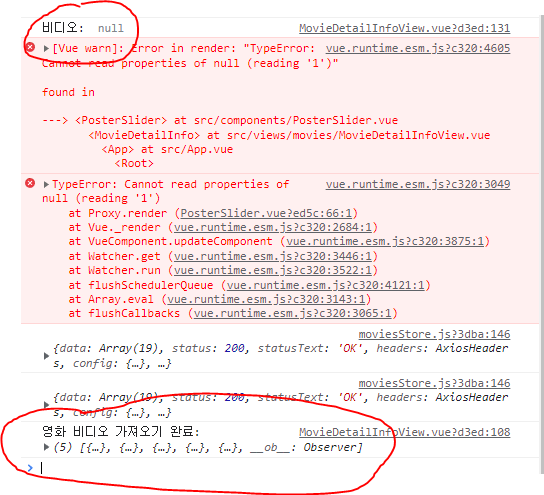 비디오: null MovieDetailInfoView.vue?d3ed:131
▶[Vue warn]: Error in render: "TypeError: vue.runtime.esm.js?c320:4605
Cannot read properties of null (reading '1')"
found in
---> <PosterSlider> at src/components/PosterSlider.vue
<MovieDetailInfo> at src/views/movies/MovieDetailInfoView.vue
<App> at src/App.vue
<Root>
▶TypeError: Cannot read properties of vue.runtime.esm.js?c320:3049
null (reading '1')
at Proxy.render (PosterSlider.vue?ed5c:66:1)
at Vue._render (vue.runtime.esm.js?c320:2684:1)
at VueComponent.updateComponent (vue.runtime.esm.js?c320:3875:1)
at Watcher.get (vue.runtime.esm.js?c320:3446:1)
at Watcher.run (vue.runtime.esm.js?c320:3522:1)
at flushSchedulerQueue (vue.runtime.esm.js?c320:4121:1)
at Array.eval (vue.runtime.esm.js?c320:3143:1)
at flushCallbacks (vue.runtime.esm.js?c320:3065:1)
moviesStore.js?3dba:146
{data: Array(19), status: 200, statusText: 'OK', headers: AxiosHeader
▶s, config: {…}, …}
moviesStore.js?3dba:146
{data: Array(19), status: 200, statusText: 'OK', headers: AxiosHeader
▶s, config: {…}, …}
영화 비디오 가져오기 완료: MovieDetailInfoView.vue?d3ed:108
▶(5) [{…}, {…}, {…}, {…}, {…}, __ob__: Observer]
>